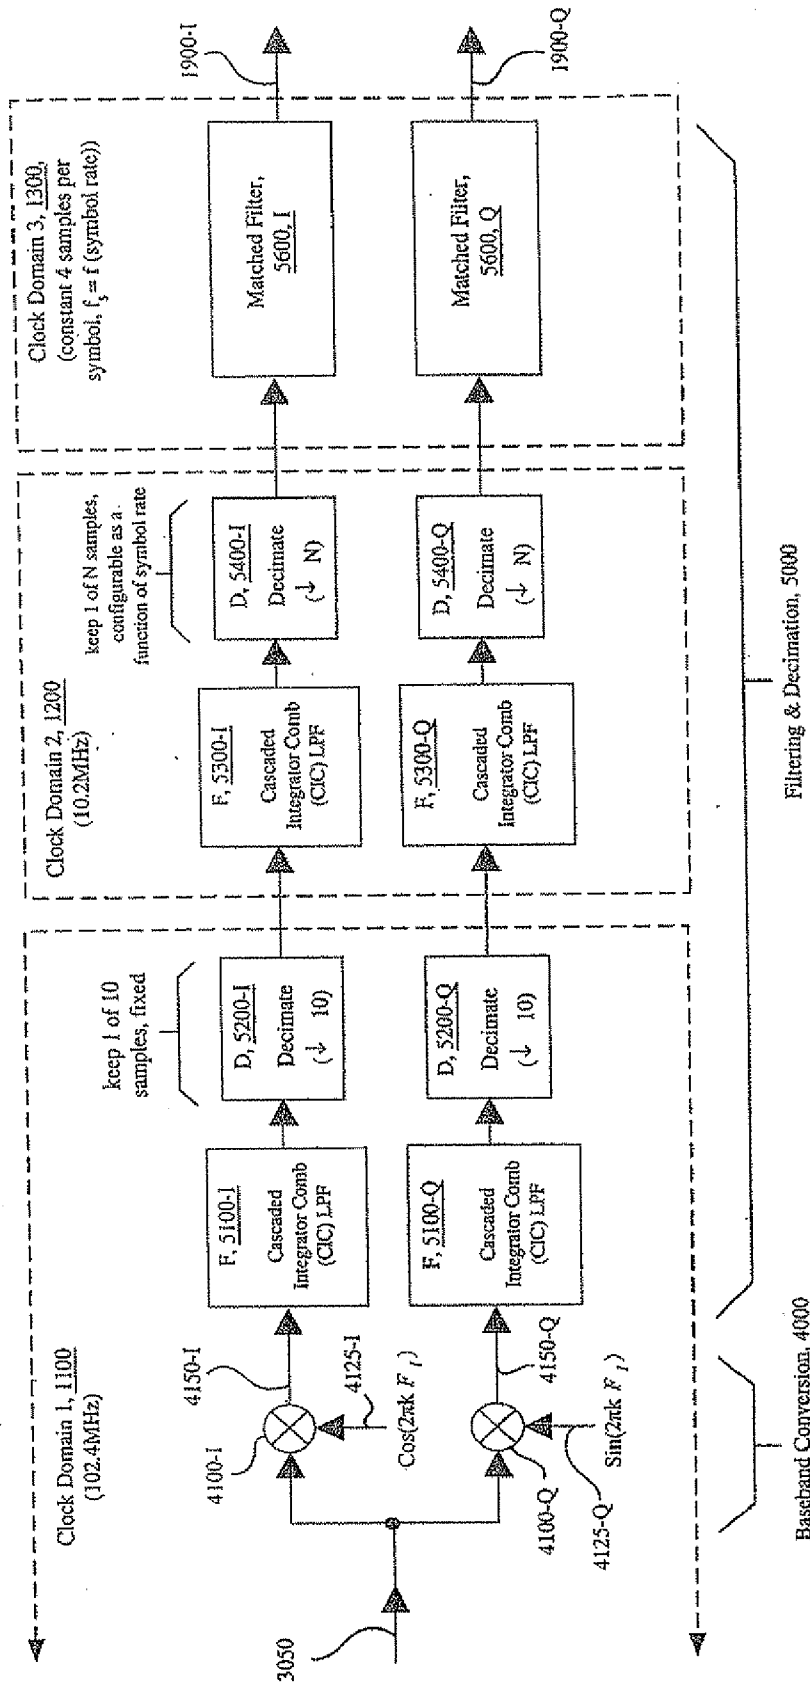 Clock Domain 1, 1100
(102.4MHz)
keep 1 of 10
samples, fixed
Clock Domain 2, 1200
(10.2MHz)
keep 1 of N samples,
configurable as a
function of symbol rate
Clock Domain 3, 1300,
(constant 4 samples per
symbol, fs = f (symbol rate))
3050
4100-I
4150-I
4125-I
Cos(2πk F1)
F, 5100-I
Cascaded
Integrator Comb
(CIC) LPF
D, 5200-I
Decimate
(↓ 10)
F, 5300-I
Cascaded
Integrator Comb
(CIC) LPF
D, 5400-I
Decimate
(↓ N)
Matched Filter,
5600, I
1900-I
4100-Q
4150-Q
4125-Q
Sin(2πk F1)
F, 5100-Q
Cascaded
Integrator Comb
(CIC) LPF
D, 5200-Q
Decimate
(↓ 10)
F, 5300-Q
Cascaded
Integrator Comb
(CIC) LPF
D, 5400-Q
Decimate
(↓ N)
Matched Filter,
5600, Q
1900-Q
Baseband Conversion, 4000
Filtering & Decimation, 5000